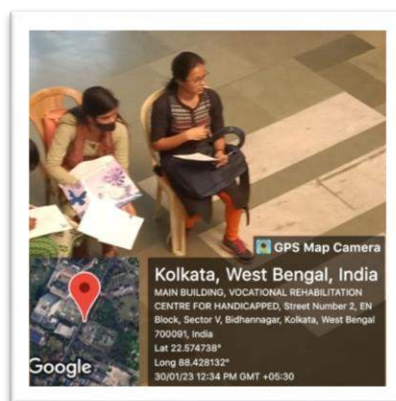 GPS Map Camera
Kolkata, West Bengal, India
MAIN BUILDING, VOCATIONAL REHABILITATION
CENTRE FOR HANDICAPPED, Street Number 2, EN
Block, Sector V, Bidhannagar, Kolkata, West Bengal
700091, India
Lat 22.574738°
Long 88.428132°
30/01/23 12:34 PM GMT +05:30
Google